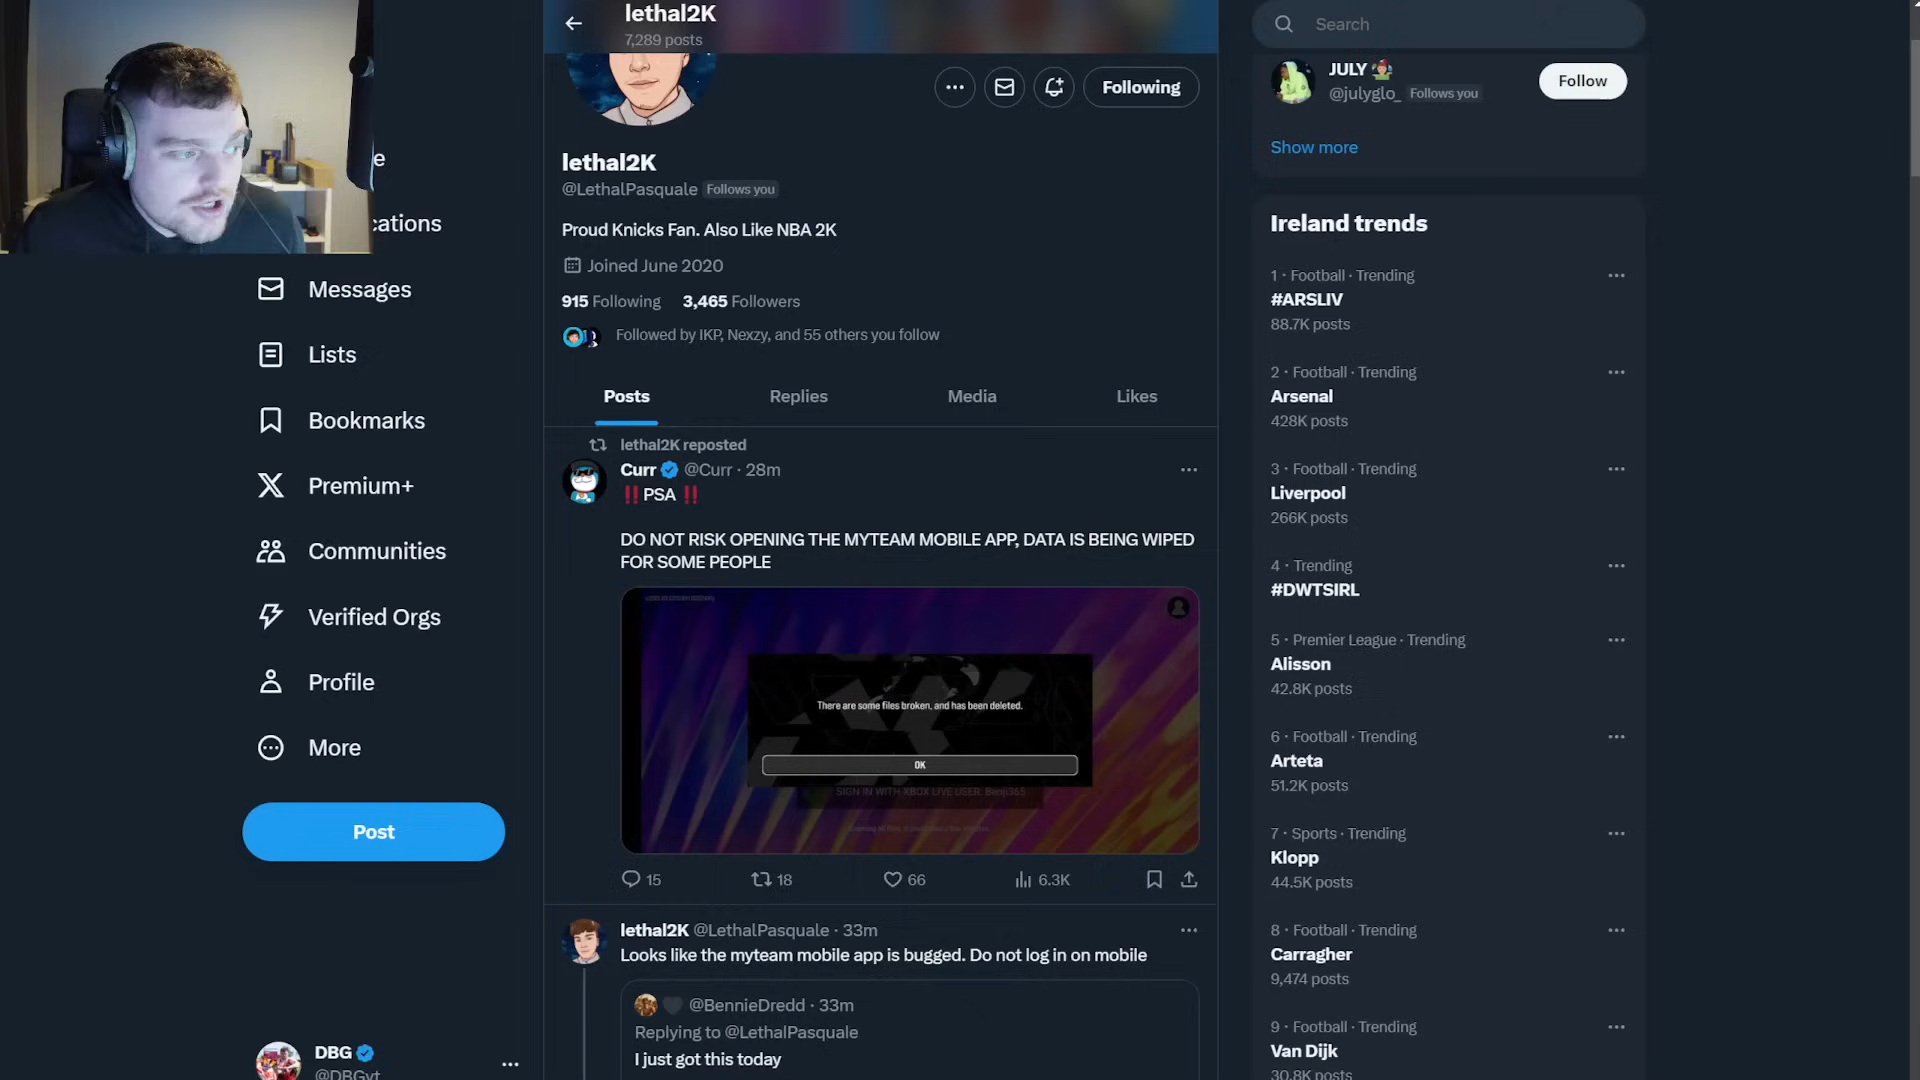 lethal2K
7,289 posts
Following
lethal2K
@LethalPasquale Follows you
Proud Knicks Fan. Also Like NBA 2K
Joined June 2020
915 Following 3,465 Followers
Followed by IKP, Nexzy, and 55 others you follow
Posts Replies Media Likes
lethal2K reposted
Curr @Curr · 28m
‼️PSA ‼️
DO NOT RISK OPENING THE MYTEAM MOBILE APP, DATA IS BEING WIPED
FOR SOME PEOPLE
There are some files broken, and has been deleted.
OK
SIGN IN WITH XBOX LIVE USER: Benji365
15 18 66 6.3K
lethal2K @LethalPasquale · 33m
Looks like the myteam mobile app is bugged. Do not log in on mobile
@BennieDredd · 33m
Replying to @LethalPasquale
I just got this today
e
cations
Messages
Lists
Bookmarks
Premium+
Communities
Verified Orgs
Profile
More
Post
DBG
@DBGyt
Search
JULY
@julyglo_ Follows you
Follow
Show more
Ireland trends
1 · Football · Trending
#ARSLIV
88.7K posts
2 · Football · Trending
Arsenal
428K posts
3 · Football · Trending
Liverpool
266K posts
4 · Trending
#DWTSIRL
5 · Premier League · Trending
Alisson
42.8K posts
6 · Football · Trending
Arteta
51.2K posts
7 · Sports · Trending
Klopp
44.5K posts
8 · Football · Trending
Carragher
9,474 posts
9 · Football · Trending
Van Dijk
30.8K posts